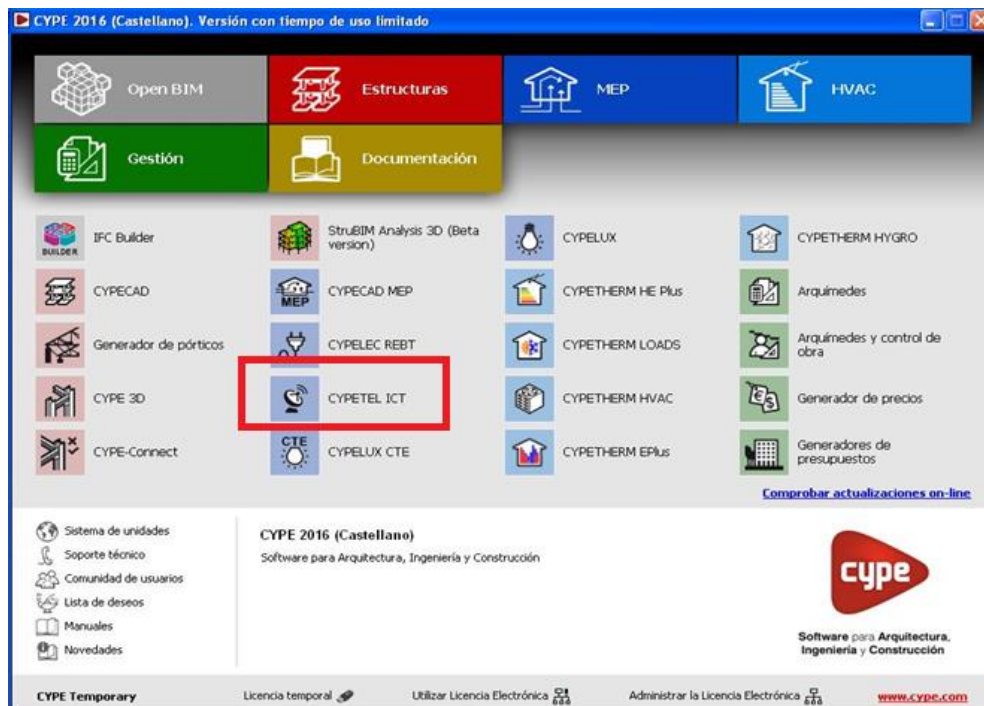 CYPE 2016 (Castellano). Versión con tiempo de uso limitado
Open BIM
Estructuras
MEP
HVAC
Gestión
Documentación
BUILDER
IFC Builder
StruBIM Analysis 3D (Beta
version)
CYPELUX
CYPETHERM HYGRO
CYPECAD
MEP
CYPECAD MEP
CYPETHERM HE Plus
Arquímedes
Generador de pórticos
CYPELEC REBT
CYPETHERM LOADS
Arquímedes y control de
obra
CYPE 3D
CYPETEL ICT
CYPETHERM HVAC
Generador de precios
CYPE-Connect
CTE
CYPELUX CTE
CYPETHERM EPlus
Generadores de
presupuestos
Comprobar actualizaciones on-line
Sistema de unidades
Soporte técnico
Comunidad de usuarios
Lista de deseos
Manuales
Novedades
CYPE 2016 (Castellano)
Software para Arquitectura, Ingeniería y Construcción
cype
Software para Arquitectura,
Ingeniería y Construcción
CYPE Temporary
Licencia temporal
Utilizar Licencia Electrónica
Administrar la Licencia Electrónica
www.cype.com